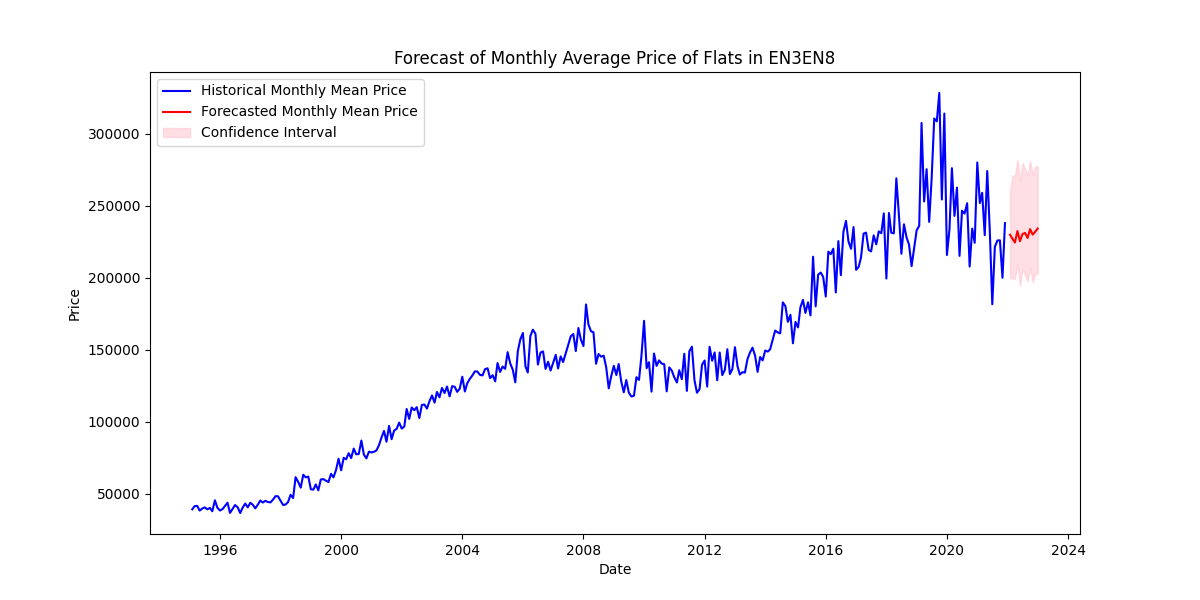 Forecast of Monthly Average Price of Flats in EN3EN8
Historical Monthly Mean Price
Forecasted Monthly Mean Price
Confidence Interval
300000
250000
200000
150000
100000
50000
Price
1996 2000 2004 2008 2012 2016 2020 2024
Date